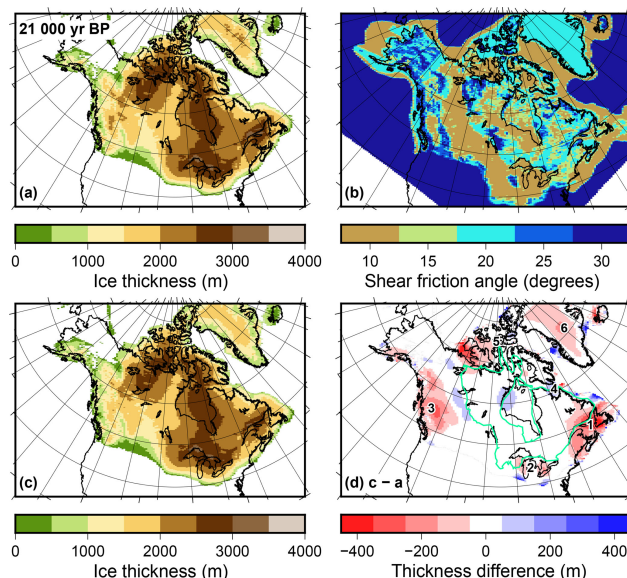 21 000 yr BP
(a)
(b)
0 1000 2000 3000 4000
Ice thickness (m)
10 15 20 25 30
Shear friction angle (degrees)
5
6
4
3
1
2
(c)
(d) c − a
0 1000 2000 3000 4000
Ice thickness (m)
−400 −200 0 200 400
Thickness difference (m)